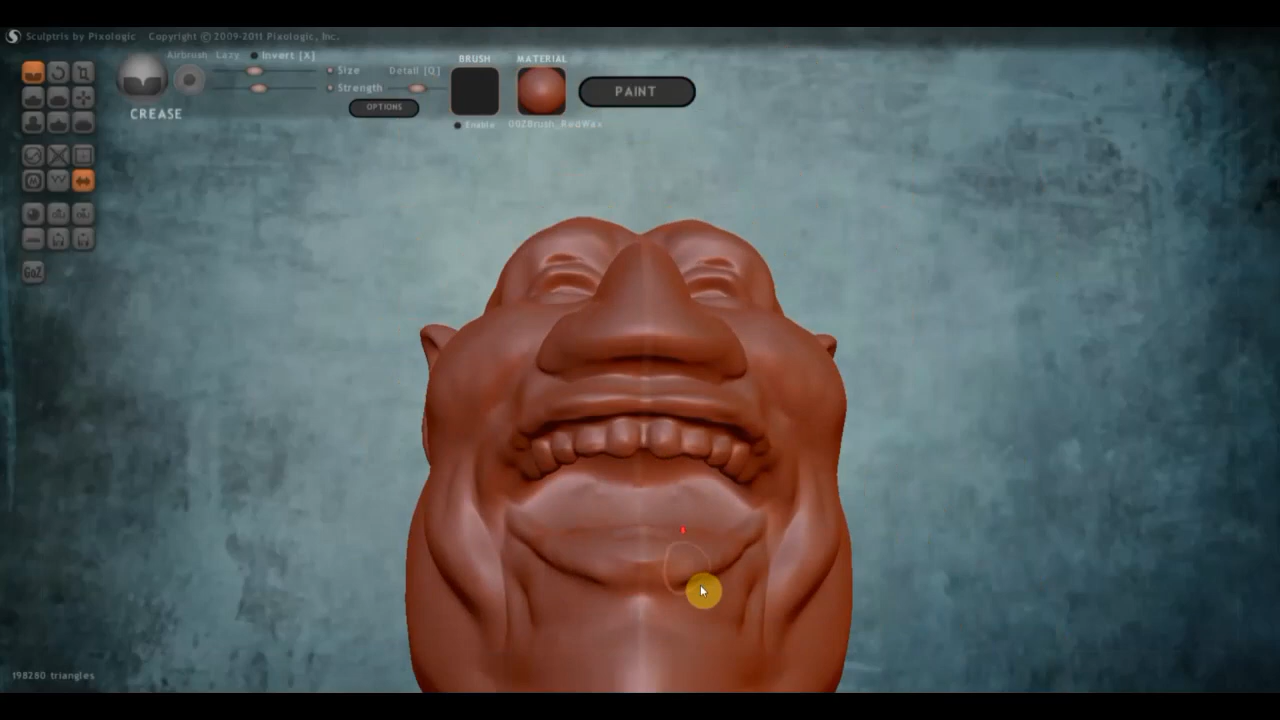 Sculptris by Pixologic Copyright © 2009-2011 Pixologic, Inc.
Airbrush Lazy Invert [X]
Size Detail [Q]
Strength
OPTIONS
CREASE
BRUSH
Enable
MATERIAL
00ZBrush_RedWax
PAINT
GoZ
198280 triangles